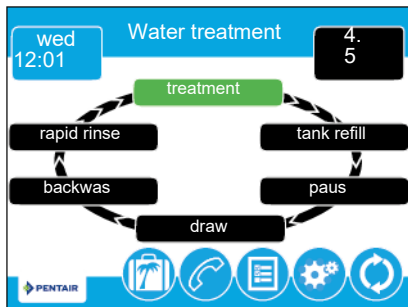 wed
12:01
Water treatment
4.
5
treatment
rapid rinse
tank refill
backwas
paus
draw
PENTAIR